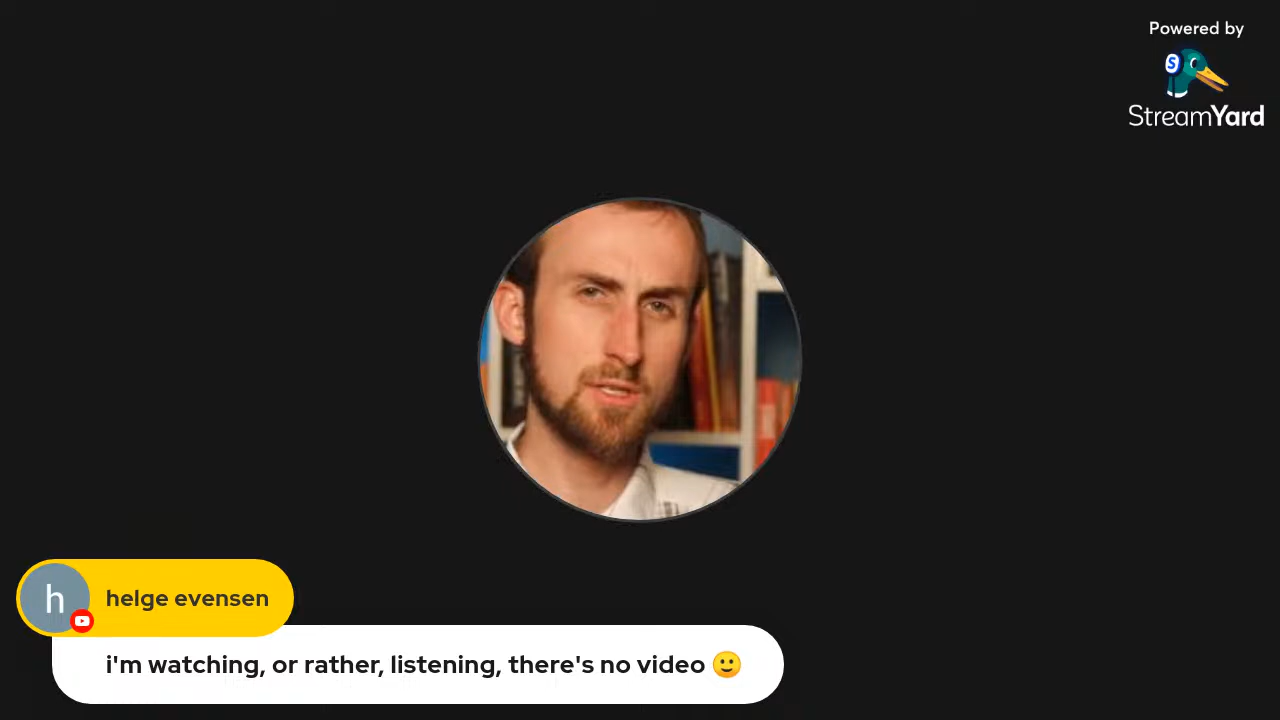 Powered by
S
StreamYard
h
helge evensen
i'm watching, or rather, listening, there's no video 🙂